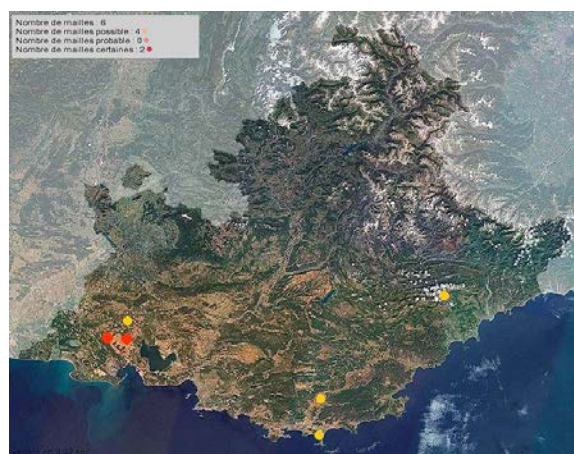 Nombre de mailles : 6
Nombre de mailles possible : 4
Nombre de mailles probable : 0
Nombre de mailles certaines : 2